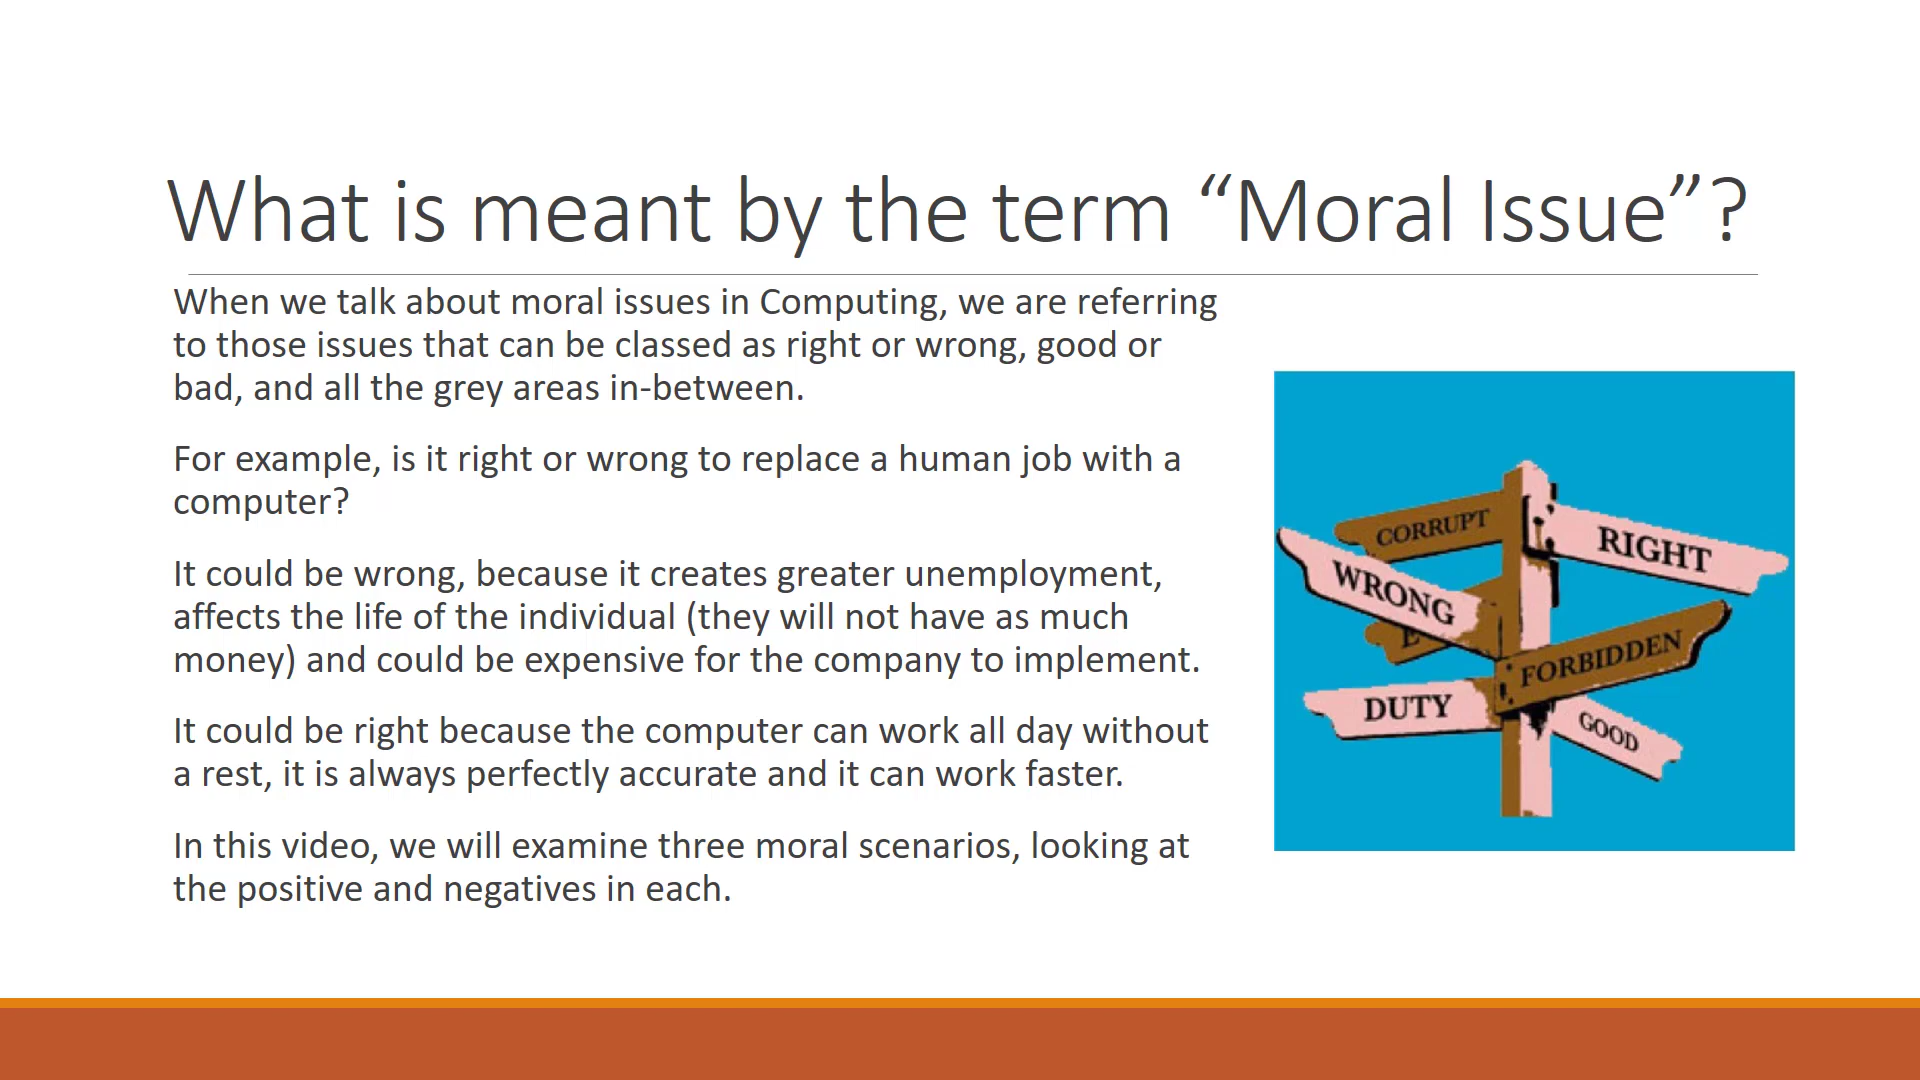 What is meant by the term “Moral Issue”?
When we talk about moral issues in Computing, we are referring
to those issues that can be classed as right or wrong, good or
bad, and all the grey areas in-between.
For example, is it right or wrong to replace a human job with a
computer?
It could be wrong, because it creates greater unemployment,
affects the life of the individual (they will not have as much
money) and could be expensive for the company to implement.
It could be right because the computer can work all day without
a rest, it is always perfectly accurate and it can work faster.
In this video, we will examine three moral scenarios, looking at
the positive and negatives in each.
CORRUPT
RIGHT
WRONG
FORBIDDEN
DUTY
GOOD